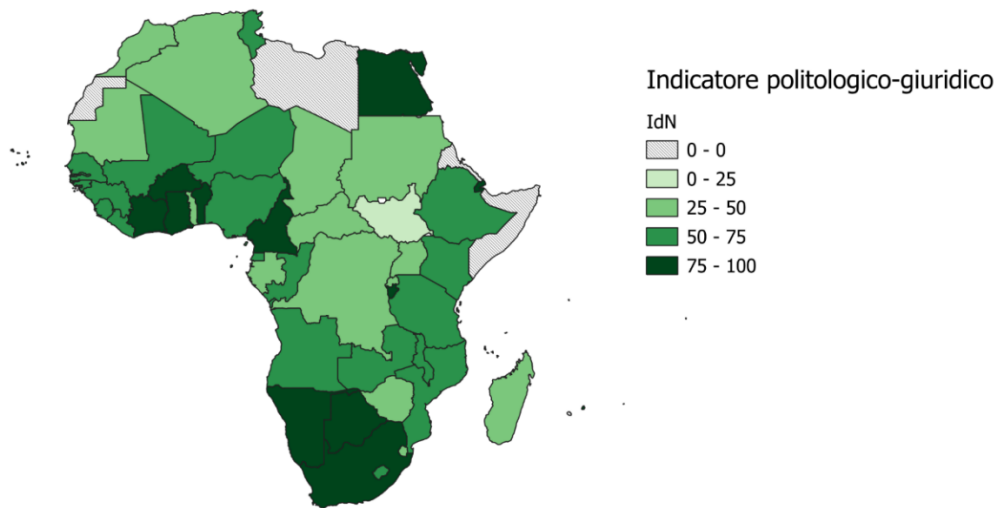 Indicatore politologico-giuridico
IdN
0 - 0
0 - 25
25 - 50
50 - 75
75 - 100